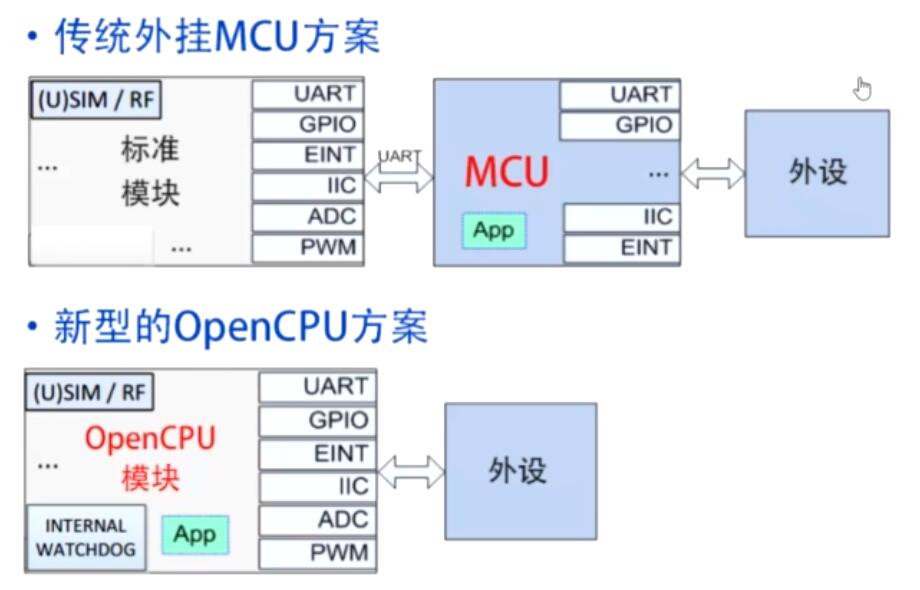 • 传统外挂MCU方案
(U)SIM / RF
... 标准
模块
...
UART
GPIO
EINT
IIC
ADC
PWM
UART
MCU
App
UART
GPIO
...
IIC
EINT
外设
• 新型的OpenCPU方案
(U)SIM / RF
... OpenCPU
模块
INTERNAL
WATCHDOG
App
UART
GPIO
EINT
IIC
ADC
PWM
外设